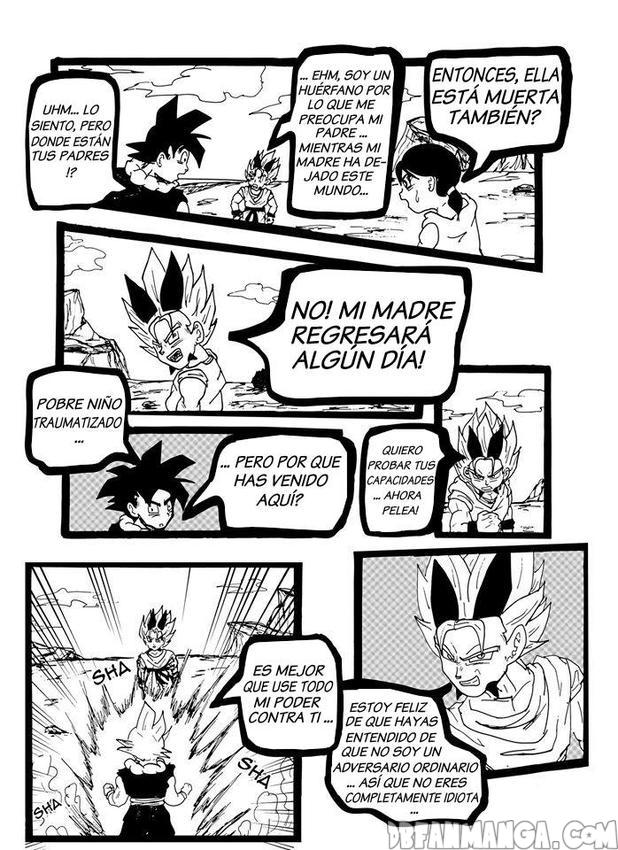 UHM... LO
SIENTO, PERO
DONDE ESTÁN
TUS PADRES
!?
... EHM, SOY UN
HUÉRFANO POR
LO QUE ME
PREOCUPA MI
PADRE ...
MIENTRAS MI
MADRE HA DE-
JADO ESTE
MUNDO...
ENTONCES, ELLA
ESTÁ MUERTA
TAMBIÉN?
NO! MI MADRE
REGRESARÁ
ALGÚN DÍA!
POBRE NIÑO
TRAUMATIZADO
...
... PERO POR QUE
HAS VENIDO
AQUÍ?
QUIERO
PROBAR TUS
CAPACIDADES
... AHORA
PELEA!
SHA
SHA
SHA
ES MEJOR
QUE USE TODO
MI PODER
CONTRA TI ...
ESTOY FELIZ
DE QUE HAYAS
ENTENDIDO DE
QUE NO SOY UN
ADVERSARIO ORDINARIO
... ASÍ QUE NO ERES
COMPLETAMENTE IDIOTA
...
DBFANMANGA.COM